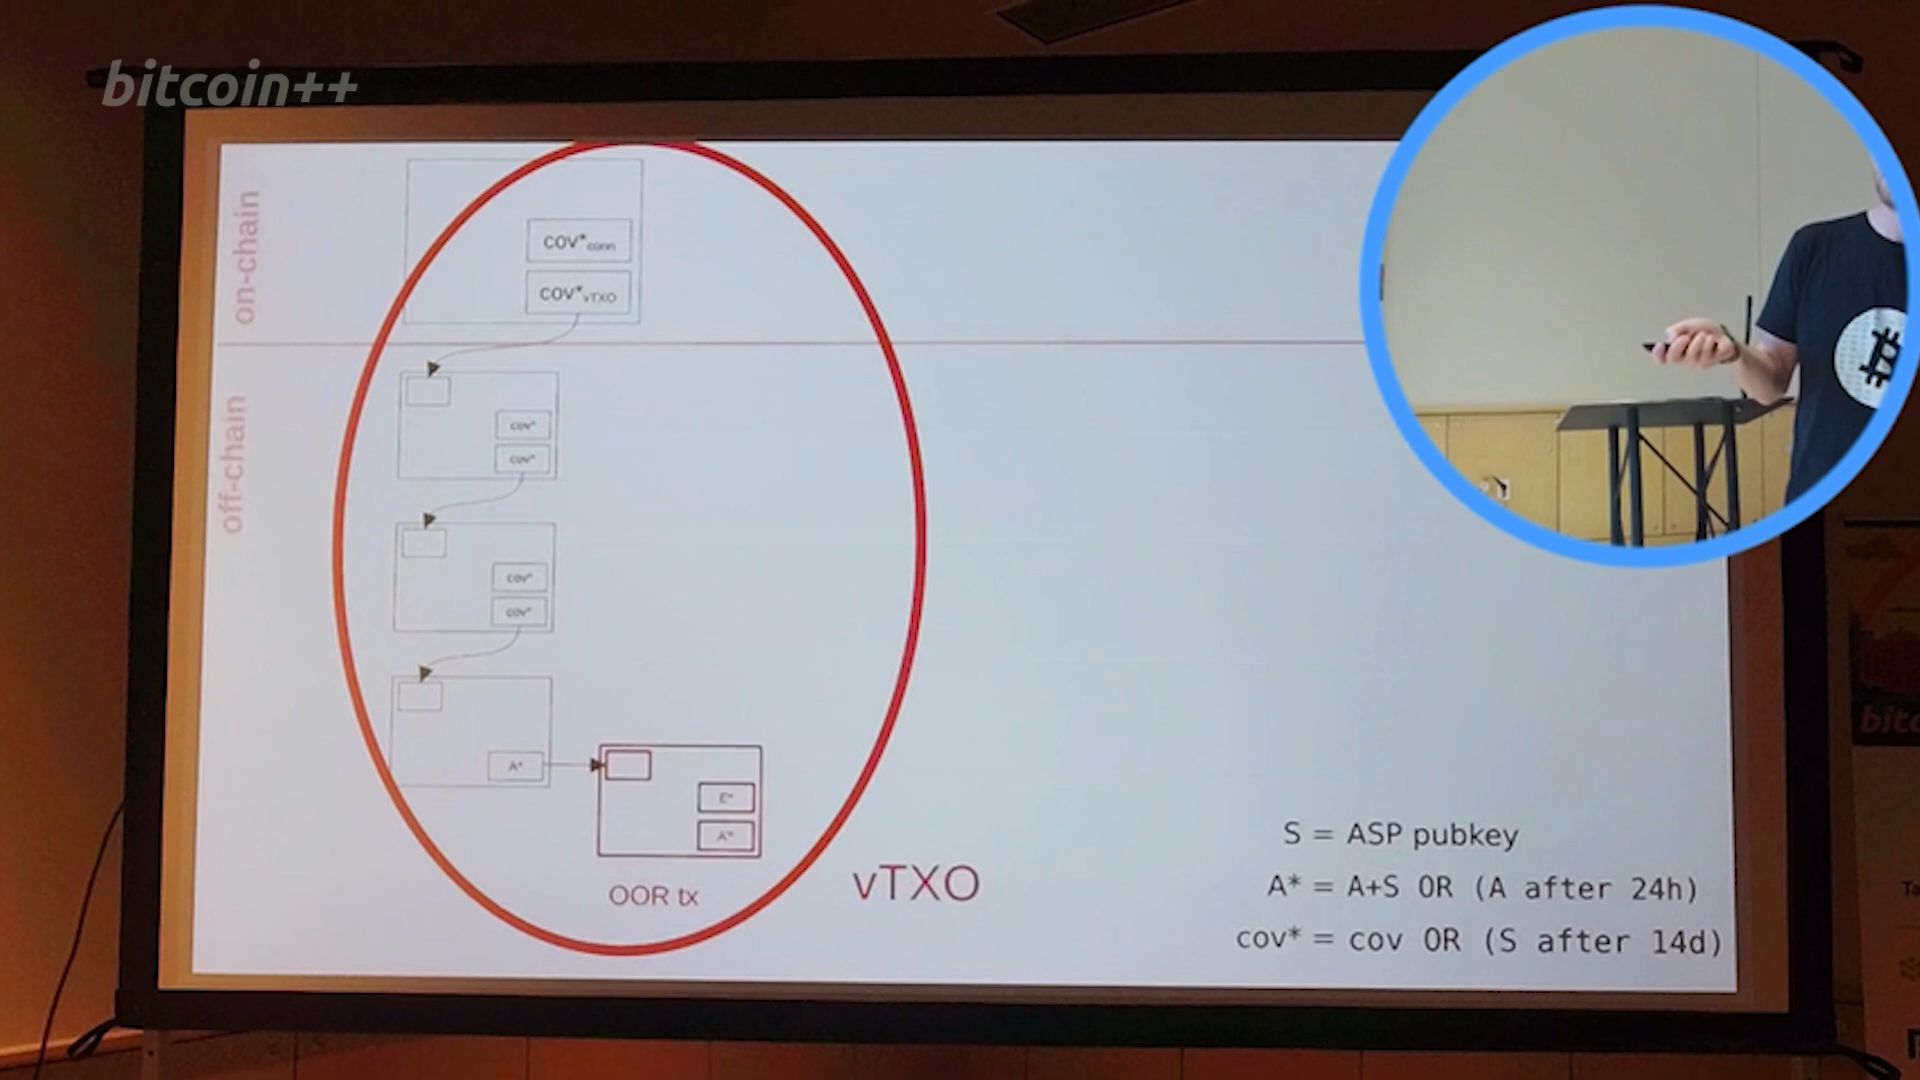 bitcoin++
on-chain
cov*conn
cov*vTXO
off-chain
cov*
cov*
cov*
cov*
A*
E*
A*
OOR tx
vTXO
S = ASP pubkey
A* = A+S OR (A after 24h)
cov* = cov OR (S after 14d)
bitc